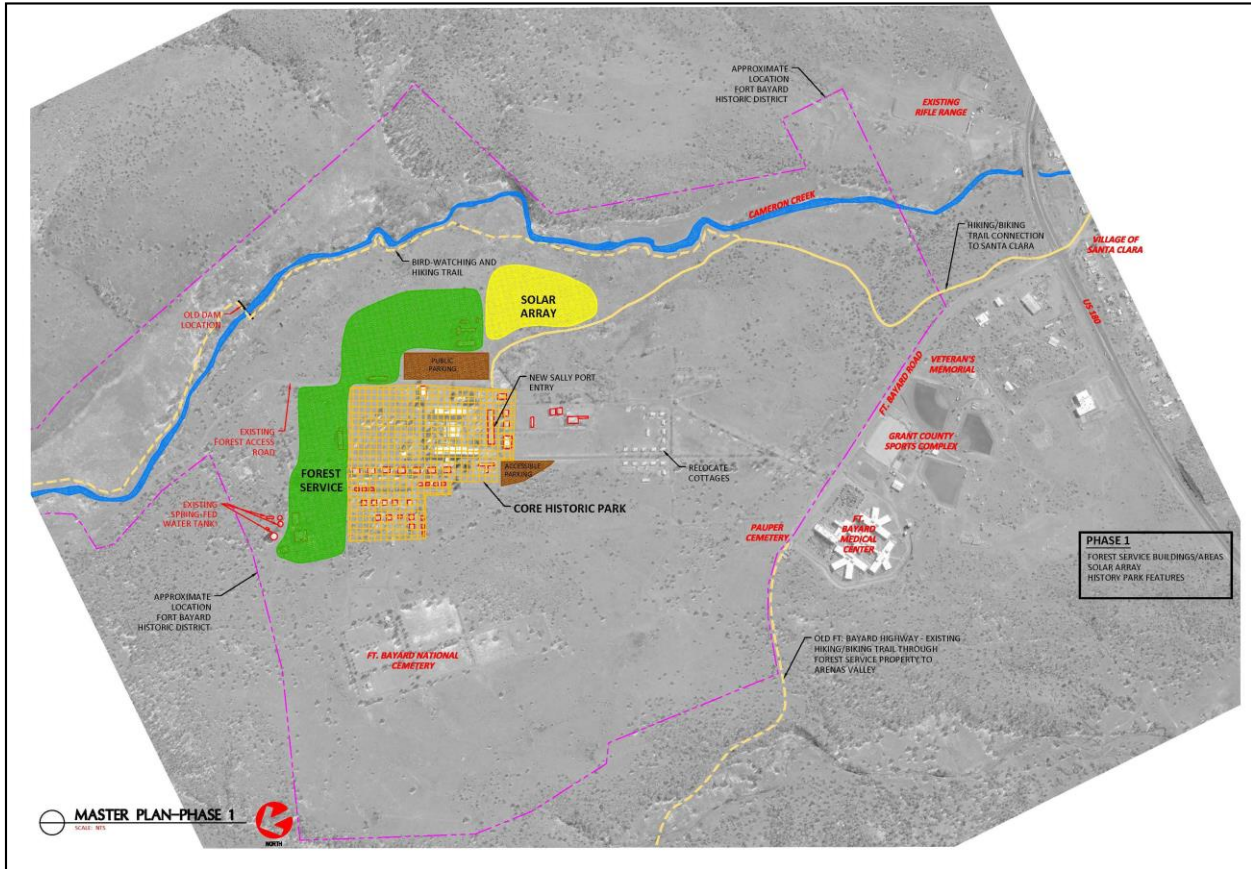 APPROXIMATE
LOCATION
FORT BAYARD
HISTORIC DISTRICT
EXISTING
RIFLE RANGE
CAMERON CREEK
HIKING/BIKING
TRAIL CONNECTION
TO SANTA CLARA
VILLAGE OF
SANTA CLARA
US 180
BIRD-WATCHING AND
HIKING TRAIL
OLD DAM
LOCATION
SOLAR
ARRAY
PUBLIC
PARKING
NEW SALLY PORT
ENTRY
VETERAN'S
MEMORIAL
FT. BAYARD ROAD
GRANT COUNTY
SPORTS COMPLEX
EXISTING
FOREST ACCESS
ROAD
FOREST
SERVICE
ACCESSIBLE
PARKING
RELOCATE
COTTAGES
CORE HISTORIC PARK
EXISTING
SPRING-FED
WATER TANK
PAUPER
CEMETERY
FT.
BAYARD
MEDICAL
CENTER
PHASE 1
FOREST SERVICE BUILDINGS/AREAS
SOLAR ARRAY
HISTORY PARK FEATURES
APPROXIMATE
LOCATION
FORT BAYARD
HISTORIC DISTRICT
FT. BAYARD NATIONAL
CEMETERY
OLD FT. BAYARD HIGHWAY - EXISTING
HIKING/BIKING TRAIL THROUGH
FOREST SERVICE PROPERTY TO
ARENAS VALLEY
MASTER PLAN-PHASE 1
SCALE: NTS
NORTH